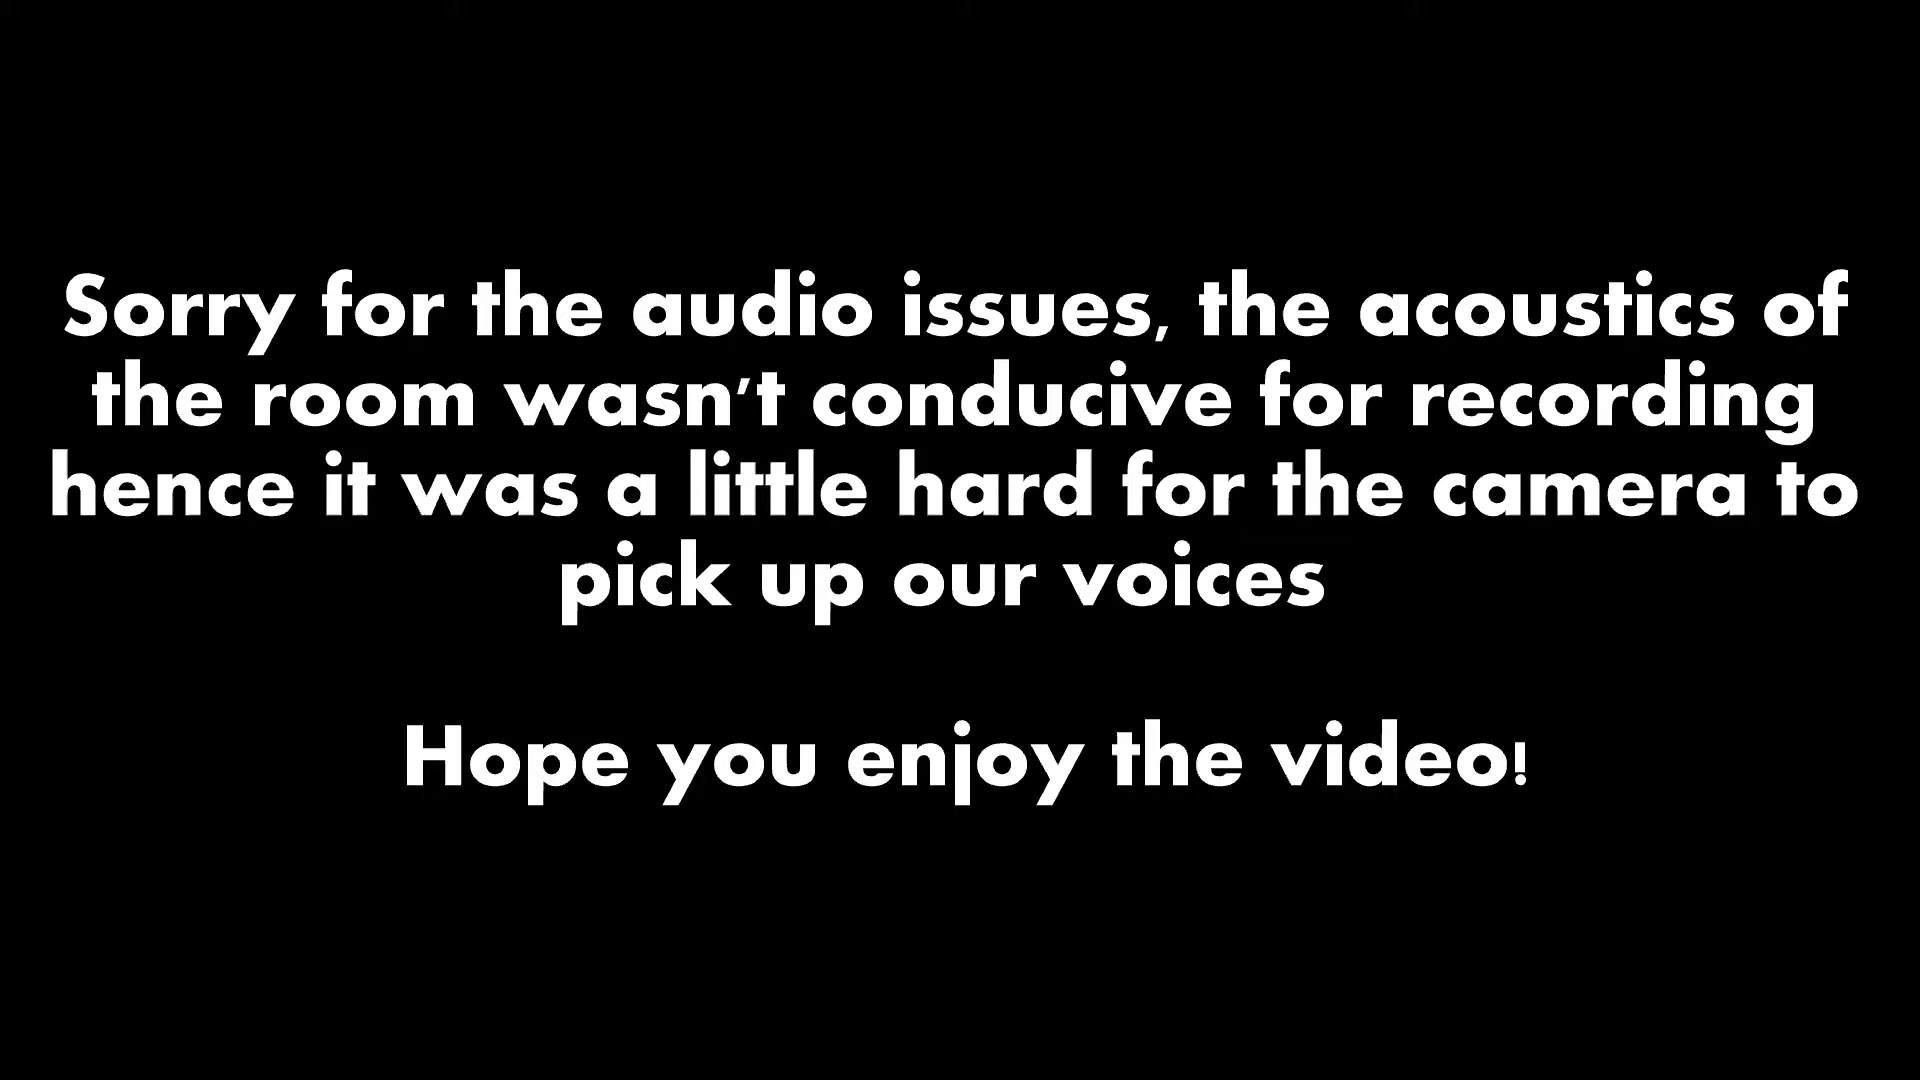 Sorry for the audio issues, the acoustics of
the room wasn't conducive for recording
hence it was a little hard for the camera to
pick up our voices
Hope you enjoy the video!